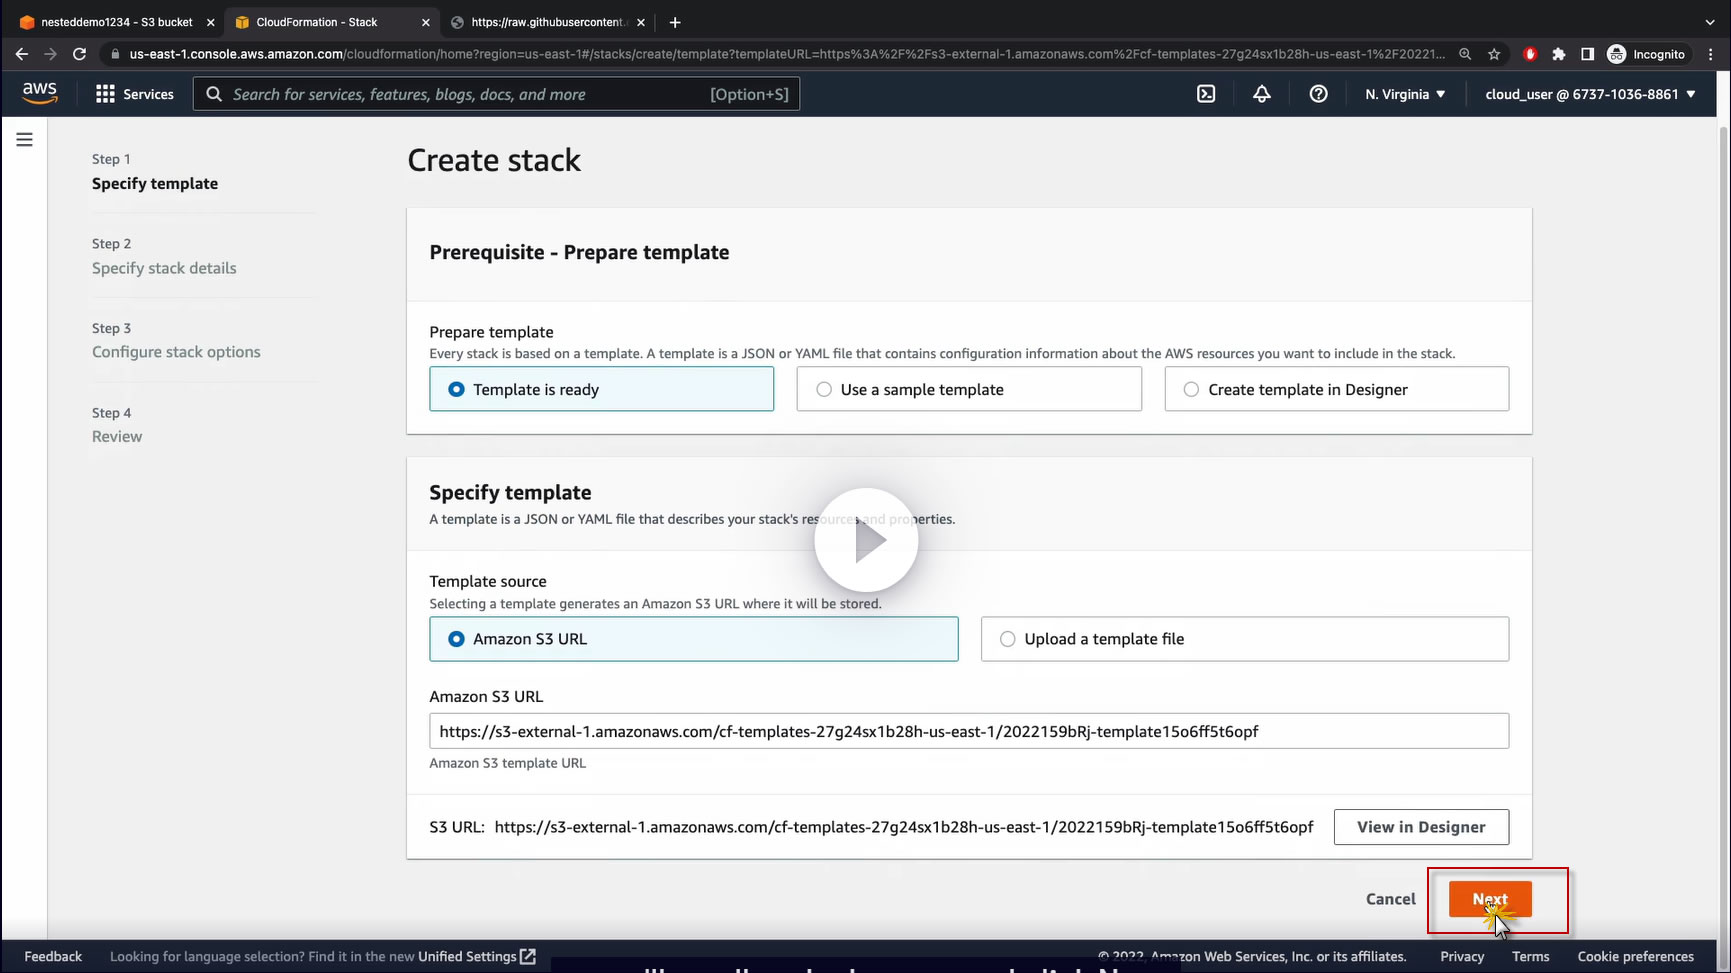 nesteddemo1234 - S3 bucket
CloudFormation - Stack
https://raw.githubusercontent.
us-east-1.console.aws.amazon.com/cloudformation/home?region=us-east-1#/stacks/create/template?templateURL=https%3A%2F%2Fs3-external-1.amazonaws.com%2Fcf-templates-27g24sx1b28h-us-east-1%2F20221...
Incognito
aws
Services
Search for services, features, blogs, docs, and more
[Option+S]
N. Virginia
cloud_user @ 6737-1036-8861
Step 1
Specify template
Step 2
Specify stack details
Step 3
Configure stack options
Step 4
Review
Create stack
Prerequisite - Prepare template
Prepare template
Every stack is based on a template. A template is a JSON or YAML file that contains configuration information about the AWS resources you want to include in the stack.
Template is ready
Use a sample template
Create template in Designer
Specify template
A template is a JSON or YAML file that describes your stack's resources and properties.
Template source
Selecting a template generates an Amazon S3 URL where it will be stored.
Amazon S3 URL
Upload a template file
Amazon S3 URL
https://s3-external-1.amazonaws.com/cf-templates-27g24sx1b28h-us-east-1/2022159bRj-template15o6ff5t6opf
Amazon S3 template URL
S3 URL: https://s3-external-1.amazonaws.com/cf-templates-27g24sx1b28h-us-east-1/2022159bRj-template15o6ff5t6opf
View in Designer
Cancel
Next
Feedback
Looking for language selection? Find it in the new Unified Settings
© 2022, Amazon Web Services, Inc. or its affiliates.
Privacy
Terms
Cookie preferences